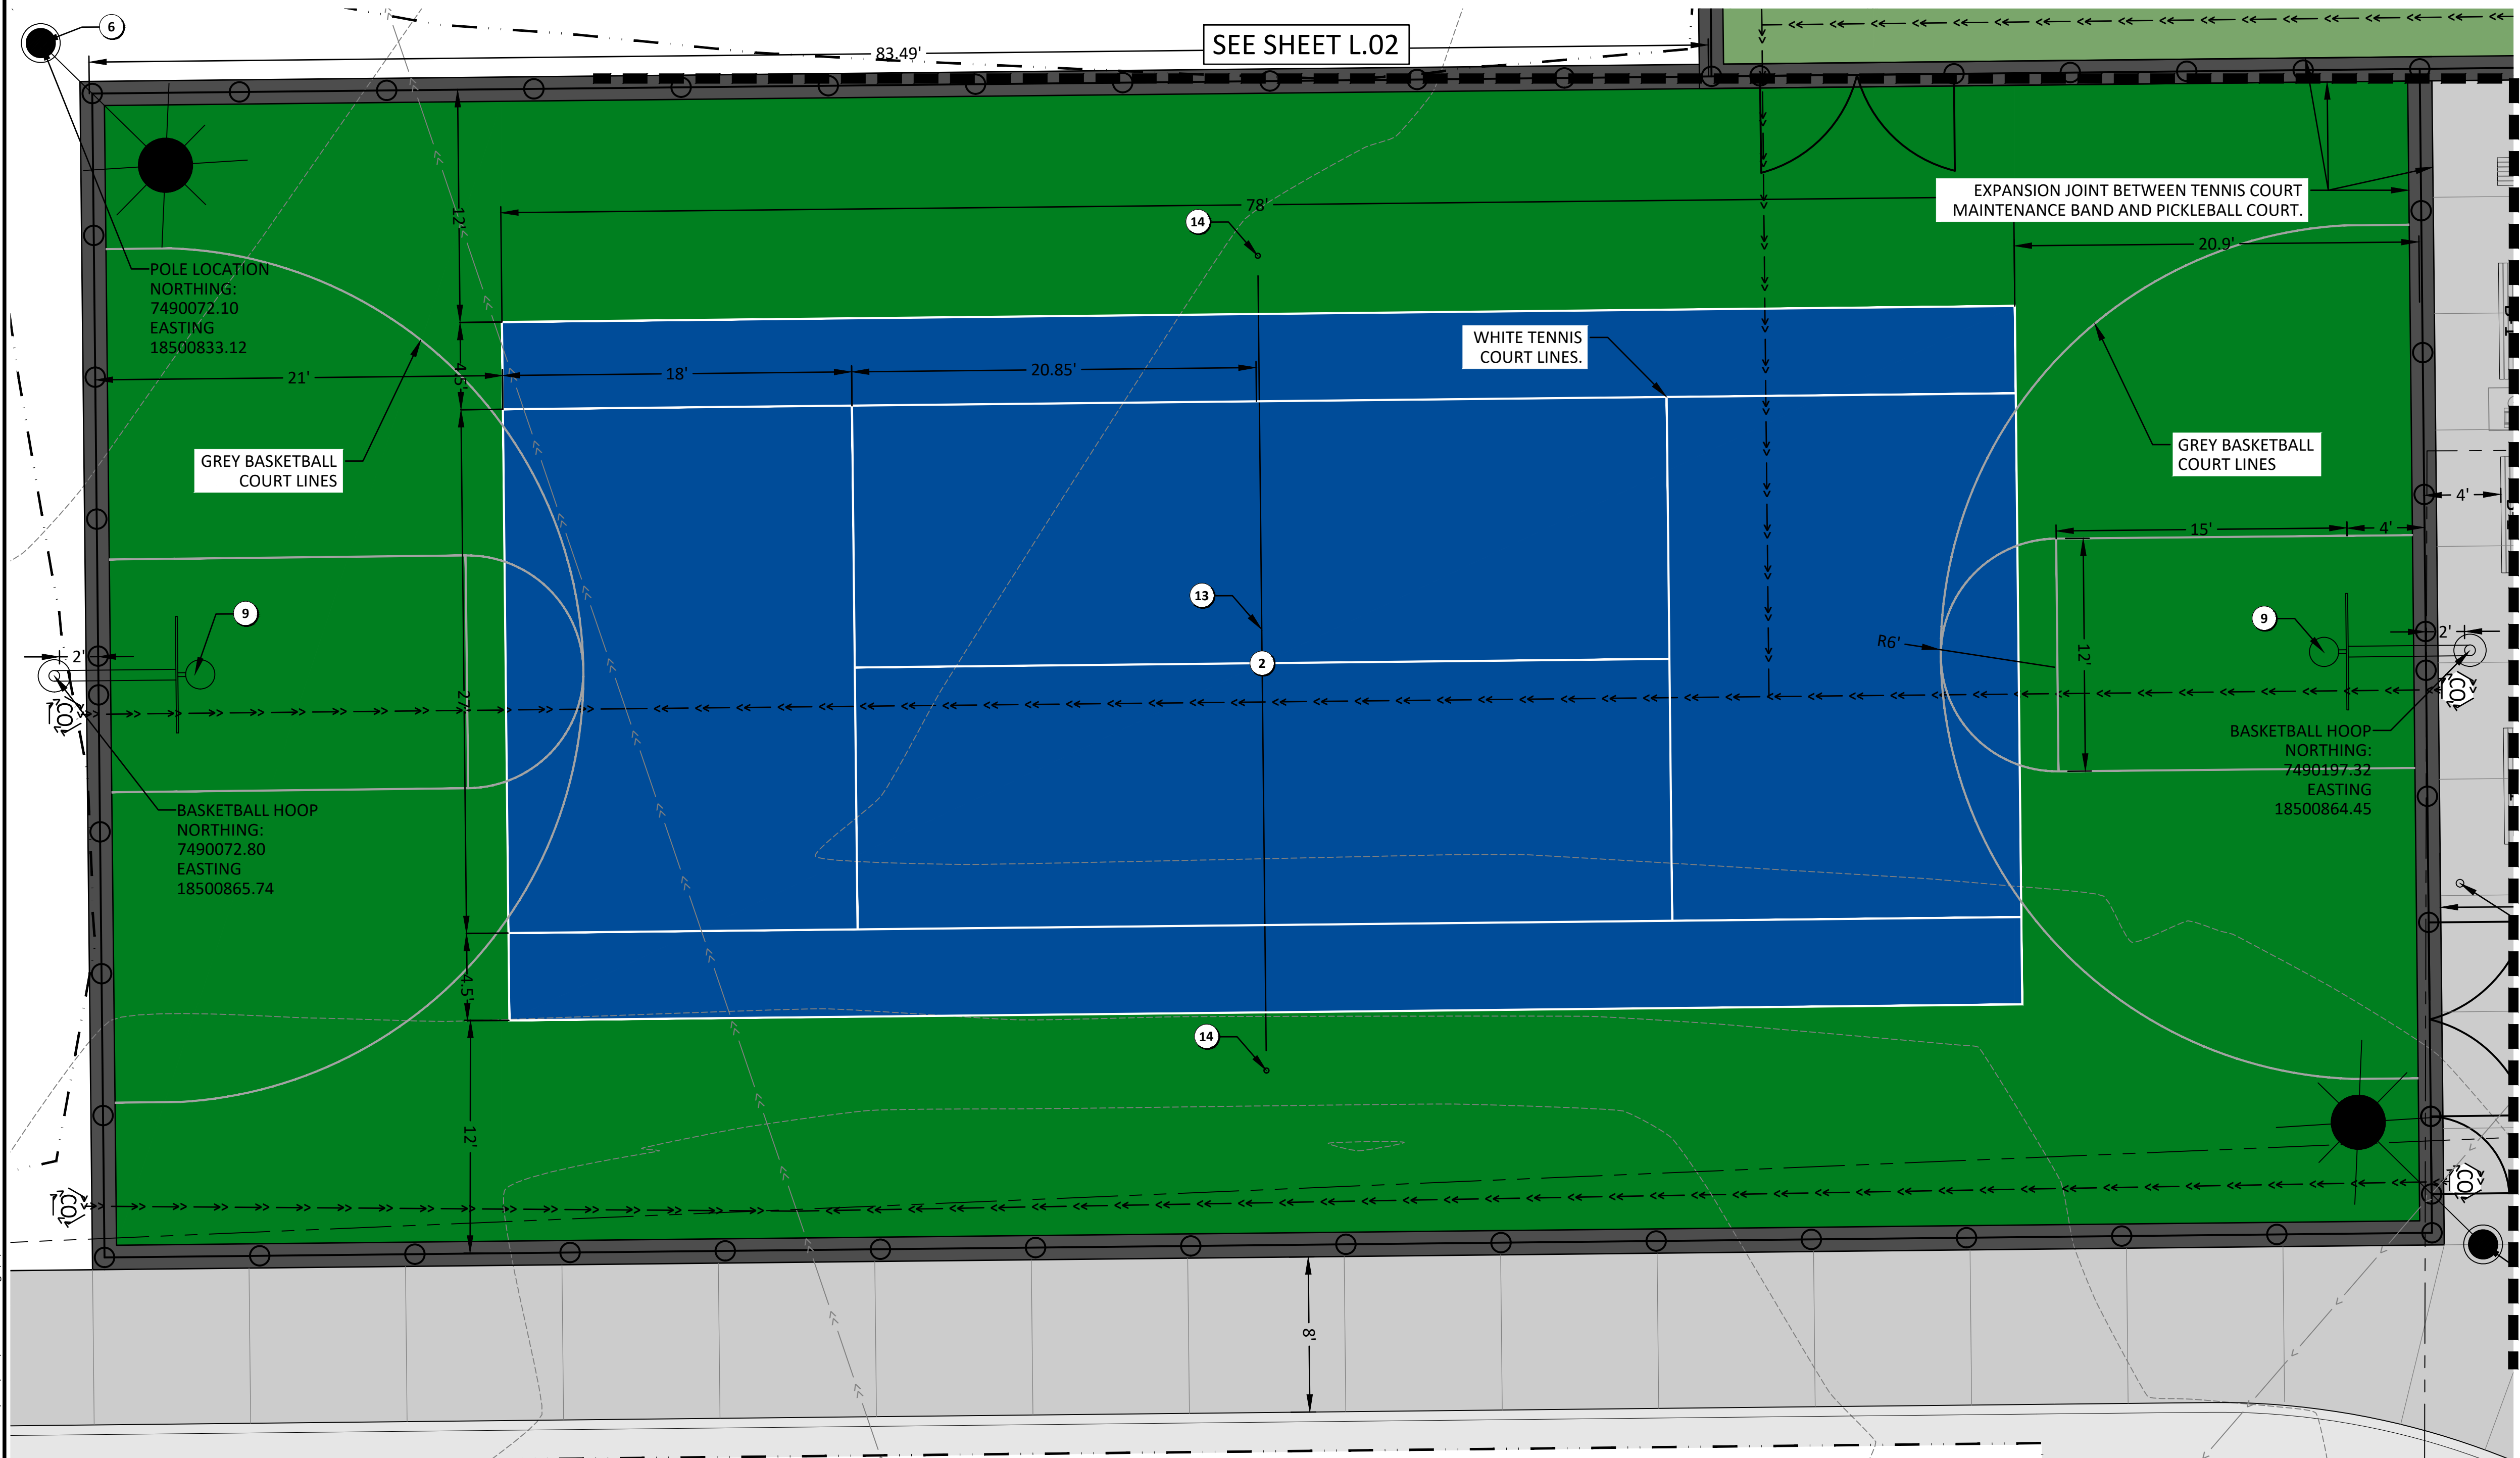 6
83.49'
SEE SHEET L.02
12'
78'
14
EXPANSION JOINT BETWEEN TENNIS COURT
MAINTENANCE BAND AND PICKLEBALL COURT.
20.9'
POLE LOCATION
NORTHING:
7490072.10
EASTING
18500833.12
21'
4.5'
18'
20.85'
WHITE TENNIS
COURT LINES.
GREY BASKETBALL
COURT LINES
GREY BASKETBALL
COURT LINES
4'
15'
4'
9
13
9
2'
2
R6'
12'
2'
27'
CO
CO
BASKETBALL HOOP
NORTHING:
7490197.32
EASTING
18500864.45
BASKETBALL HOOP
NORTHING:
7490072.80
EASTING
18500865.74
4.5'
14
12'
CO
CO
8'